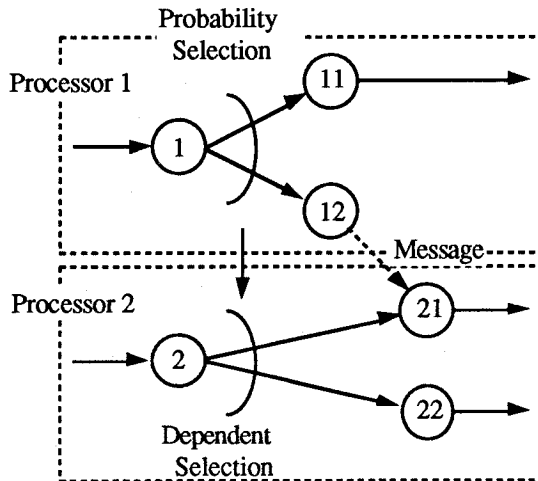 Probability
Selection
Processor 1
11
1
12
Message
Processor 2
21
2
22
Dependent
Selection